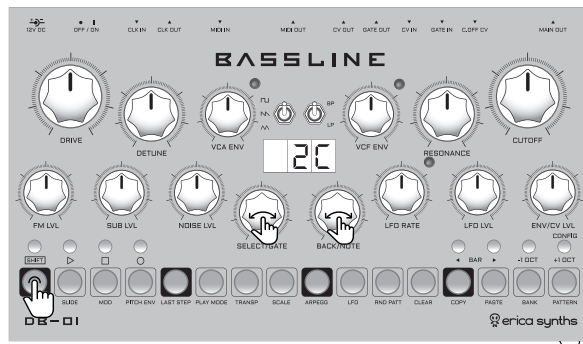 12V DC OFF / ON CLK IN CLK OUT MIDI IN MIDI OUT CV OUT GATE OUT CV IN GATE IN C.OFF CV MAIN OUT
BASSLINE
BP
LP
DRIVE DETUNE VCA ENV VCF ENV RESONANCE CUTOFF
2C
FM LVL SUB LVL NOISE LVL SELECT/GATE BACK/NOTE LFO RATE LFO LVL ENV/CV LVL
CONFIG
SHIFT BAR -1 OCT +1 OCT
SLIDE MOD PITCH ENV LAST STEP PLAY MODE TRANSP SCALE ARPEGG LFO RND PATT CLEAR COPY PASTE BANK PATTERN
DB-01 erica synths